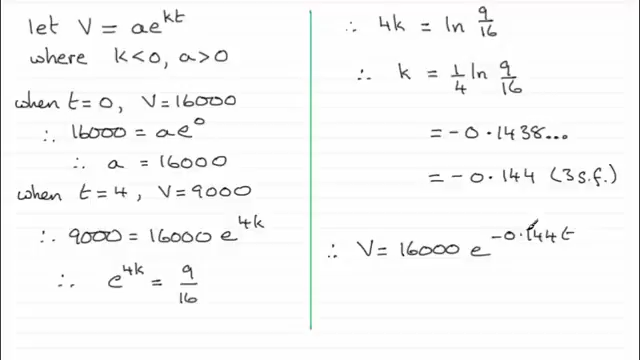 let V = ae^{kt}
where k<0, a>0
when t=0, V=16000
∴ 16000 = ae^0
∴ a = 16000
when t=4, V=9000
∴ 9000 = 16000 e^{4k}
∴ e^{4k} = 9/16
∴ 4k = ln 9/16
∴ k = 1/4 ln 9/16
= -0.1438...
= -0.144 (3 s.f.)
∴ V = 16000 e^{-0.144t}